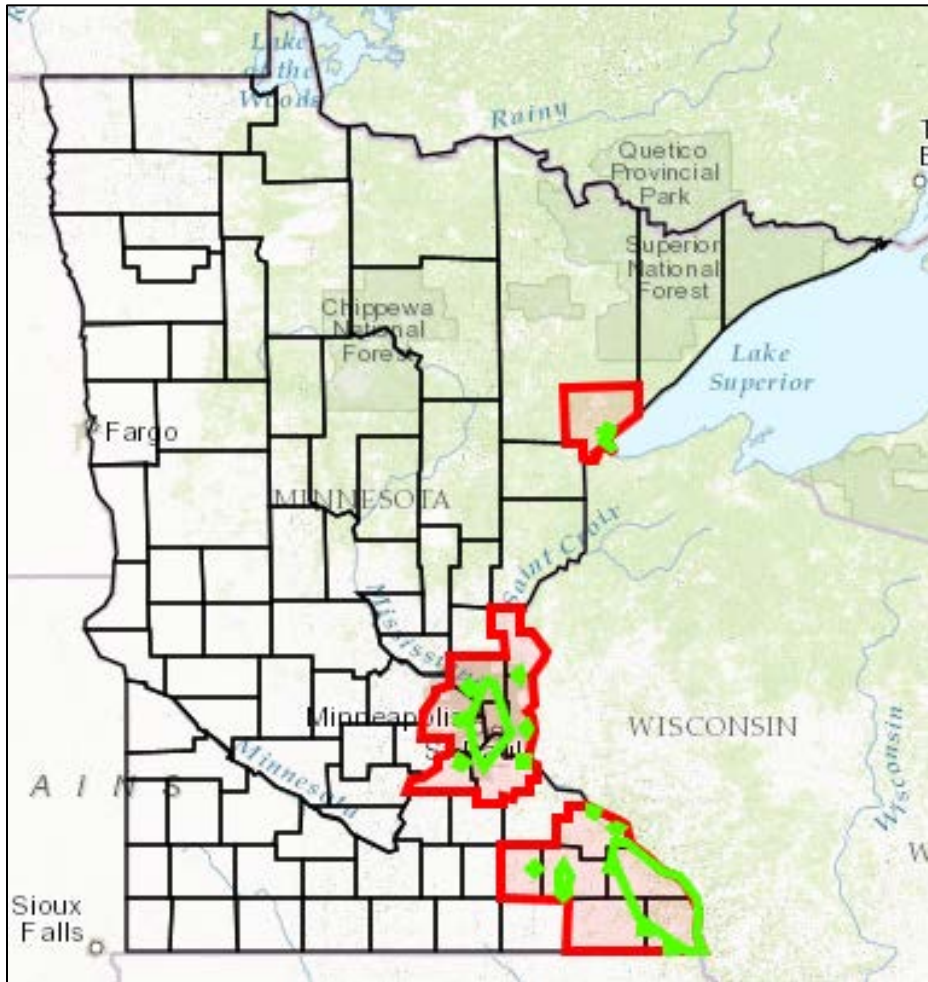 Lake
of the
Woods
Rainy
Quetico
Provincial
Park
Superior
National
Forest
Chippewa
National
Forest
Lake
Superior
Fargo
MINNESOTA
Saint Croix
Mississippi
Minneapolis
WISCONSIN
Minnesota
Wisconsin
A I N S
Sioux
Falls
W